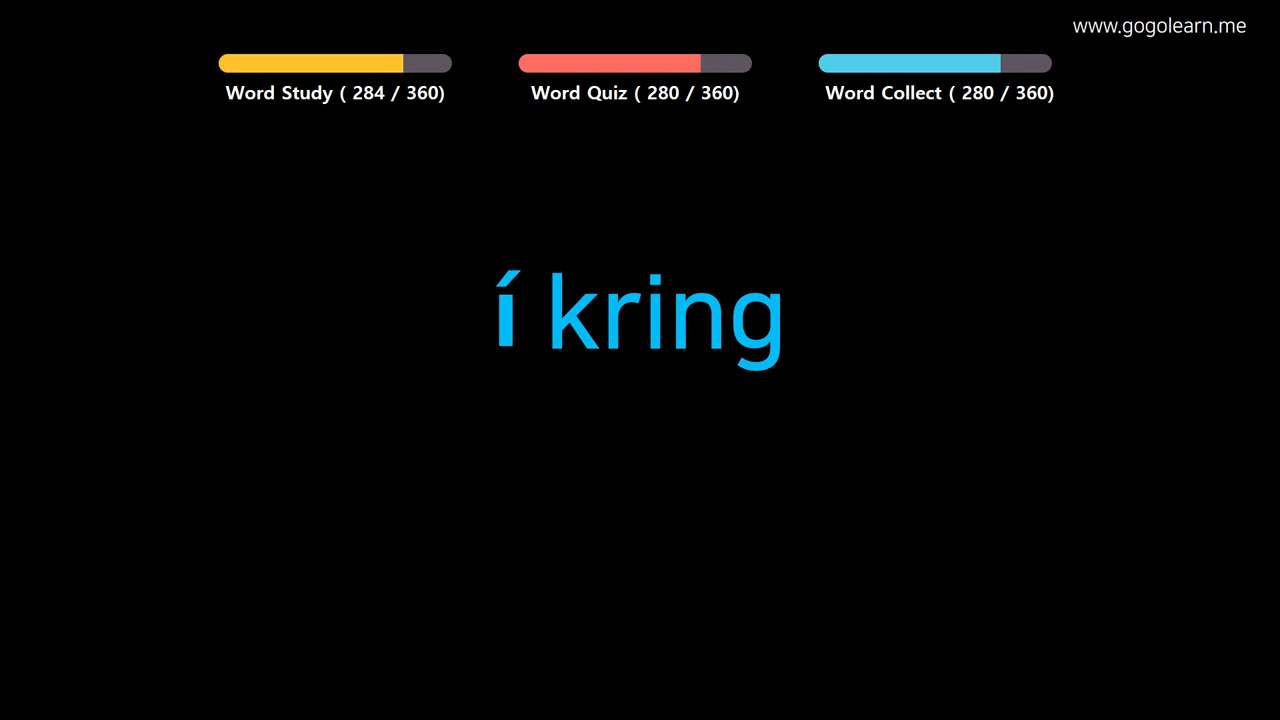 www.gogolearn.me
Word Study ( 284 / 360)
Word Quiz ( 280 / 360)
Word Collect ( 280 / 360)
í kring